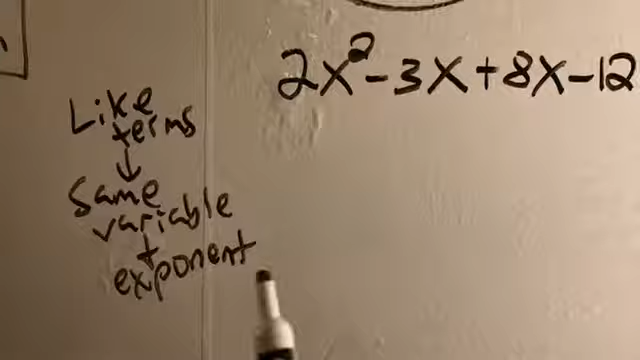 2x² - 3x + 8x - 12
Like
terms
↓
Same
variable
+
exponent